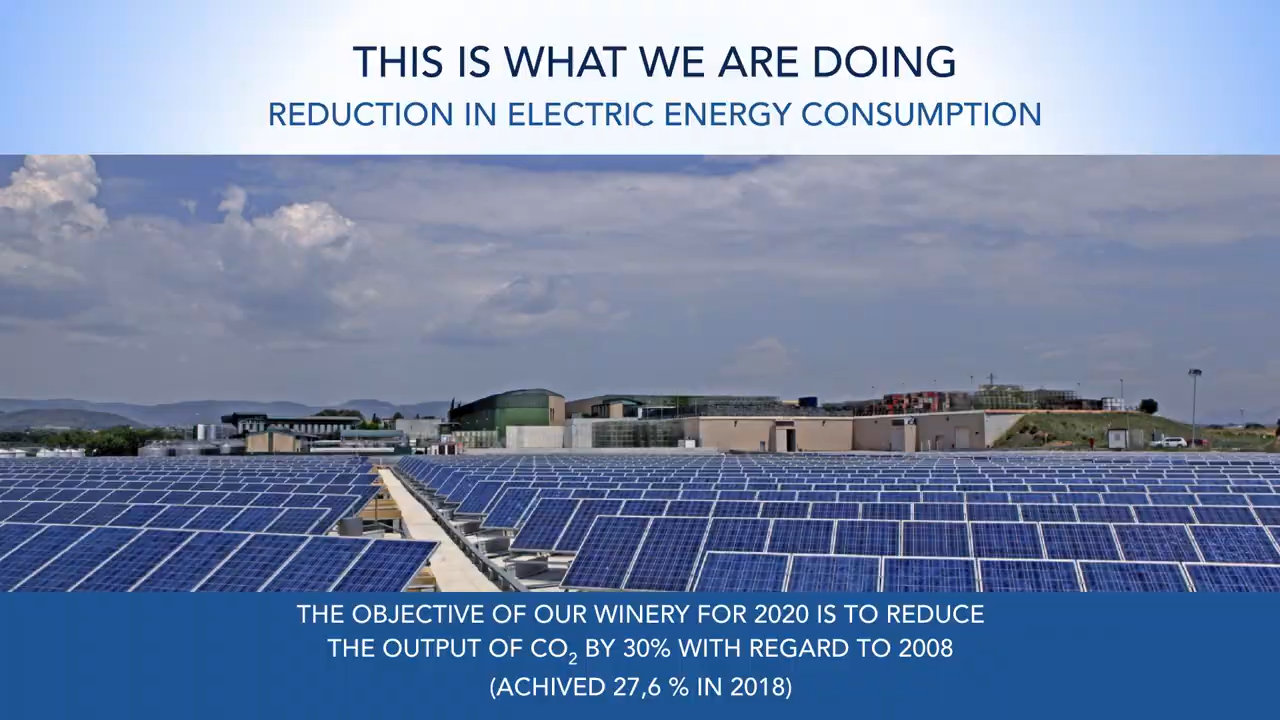 THIS IS WHAT WE ARE DOING
REDUCTION IN ELECTRIC ENERGY CONSUMPTION
THE OBJECTIVE OF OUR WINERY FOR 2020 IS TO REDUCE
THE OUTPUT OF CO₂ BY 30% WITH REGARD TO 2008
(ACHIVED 27,6 % IN 2018)